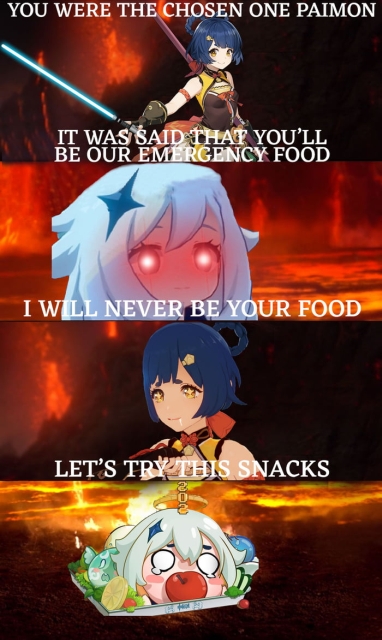 YOU WERE THE CHOSEN ONE PAIMON
IT WAS SAID THAT YOU'LL
BE OUR EMERGENCY FOOD
I WILL NEVER BE YOUR FOOD
LET'S TRY THIS SNACKS